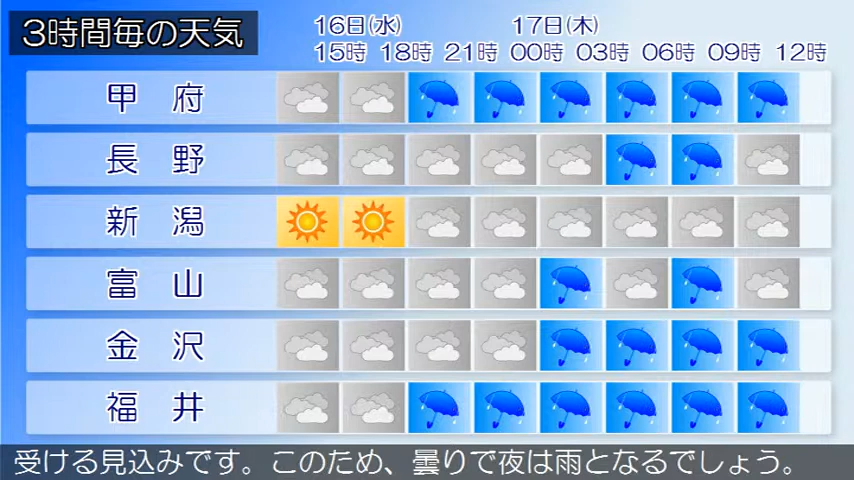 3時間毎の天気
16日(水) 17日(木)
15時 18時 21時 00時 03時 06時 09時 12時
甲府
長野
新潟
富山
金沢
福井
受ける見込みです。このため、曇りで夜は雨となるでしょう。